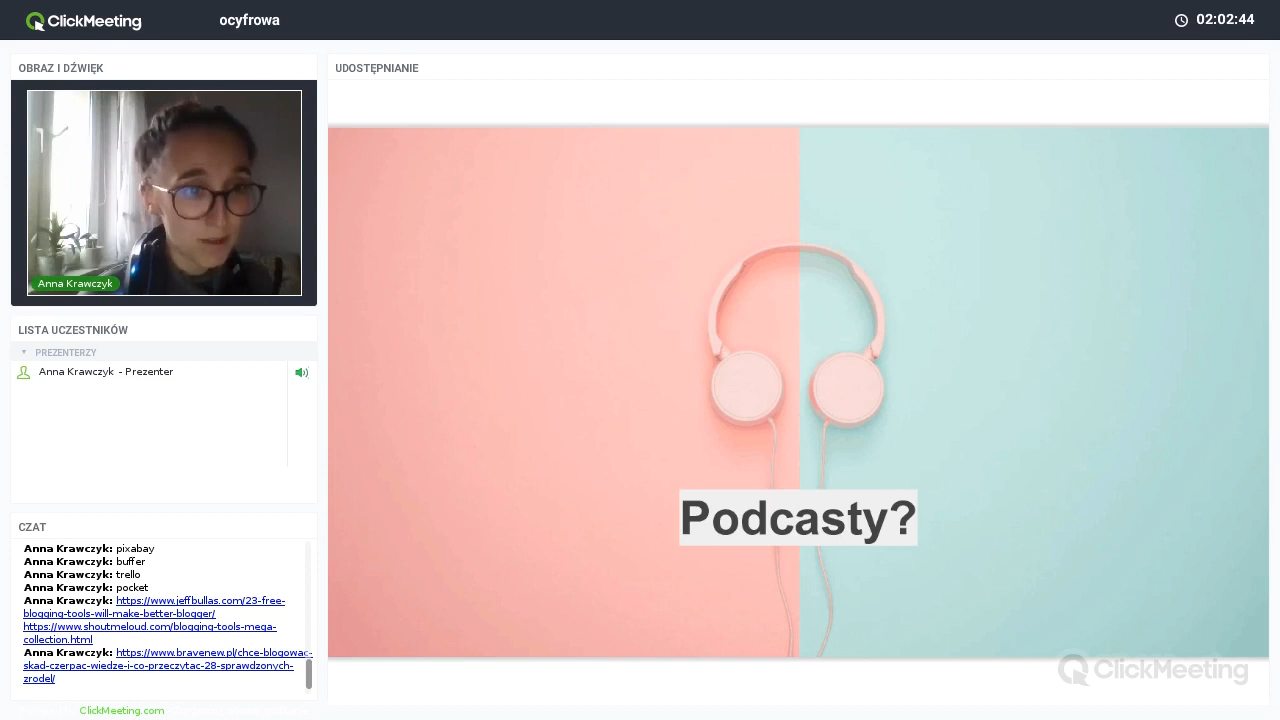 ClickMeeting
ocyfrowa
02:02:44
OBRAZ I DŹWIĘK
Anna Krawczyk
LISTA UCZESTNIKÓW
PREZENTERZY
Anna Krawczyk - Prezenter
CZAT
Anna Krawczyk: pixabay
Anna Krawczyk: buffer
Anna Krawczyk: trello
Anna Krawczyk: pocket
Anna Krawczyk: https://www.jeffbullas.com/23-free-
blogging-tools-will-make-better-blogger/
https://www.shoutmeloud.com/blogging-tools-mega-
collection.html
Anna Krawczyk: https://www.bravenew.pl/chce-blogowac-
skad-czerpac-wiedze-i-co-przeczytac-28-sprawdzonych-
zrodel/
ClickMeeting.com
UDOSTĘPNIANIE
Podcasty?
ClickMeeting